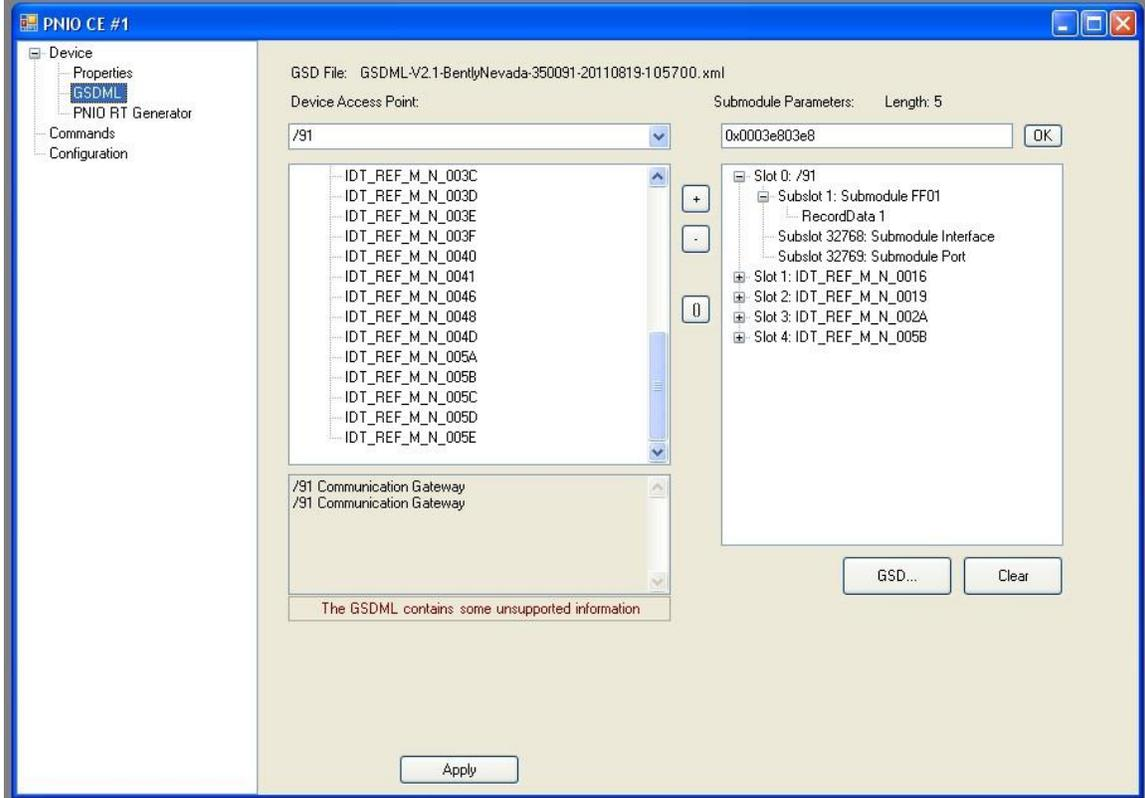 PNIO CE #1
Device
Properties
GSDML
PNIO RT Generator
Commands
Configuration
GSD File: GSDML-V2.1-BentlyNevada-350091-20110819-105700.xml
Device Access Point:
/91
IDT_REF_M_N_003C
IDT_REF_M_N_003D
IDT_REF_M_N_003E
IDT_REF_M_N_003F
IDT_REF_M_N_0040
IDT_REF_M_N_0041
IDT_REF_M_N_0046
IDT_REF_M_N_0048
IDT_REF_M_N_004D
IDT_REF_M_N_005A
IDT_REF_M_N_005B
IDT_REF_M_N_005C
IDT_REF_M_N_005D
IDT_REF_M_N_005E
/91 Communication Gateway
/91 Communication Gateway
The GSDML contains some unsupported information
+
-
()
Submodule Parameters: Length: 5
0x0003e803e8
OK
Slot 0: /91
Subslot 1: Submodule FF01
RecordData 1
Subslot 32768: Submodule Interface
Subslot 32769: Submodule Port
Slot 1: IDT_REF_M_N_0016
Slot 2: IDT_REF_M_N_0019
Slot 3: IDT_REF_M_N_002A
Slot 4: IDT_REF_M_N_005B
GSD...
Clear
Apply